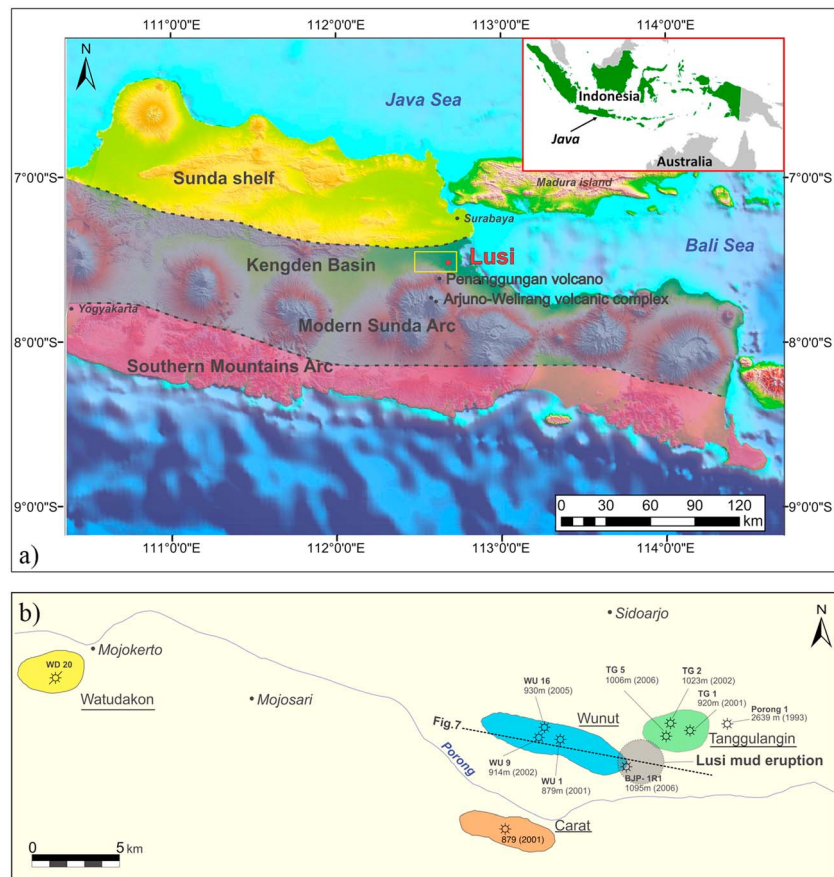 111°0'0"E
112°0'0"E
113°0'0"E
114°0'0"E
N
Java Sea
Indonesia
Java
Australia
7°0'0"S
7°0'0"S
Sunda shelf
Madura island
Surabaya
Lusi
Bali Sea
Kengden Basin
Penanggungan volcano
Arjuno-Welirang volcanic complex
Yogyakarta
Modern Sunda Arc
8°0'0"S
8°0'0"S
Southern Mountains Arc
9°0'0"S
9°0'0"S
0 30 60 90 120
km
a)
111°0'0"E
112°0'0"E
113°0'0"E
114°0'0"E
b)
N
Sidoarjo
Mojokerto
WD 20
Watudakon
Mojosari
WU 16
930m (2005)
TG 5
1006m (2006)
TG 2
1023m (2002)
TG 1
920m (2001)
Porong 1
2639 m (1993)
Wunut
Fig.7
Tanggulangin
Lusi mud eruption
Porong
WU 9
914m (2002)
WU 1
879m (2001)
BJP- 1R1
1095m (2006)
Carat
879 (2001)
0 5
km